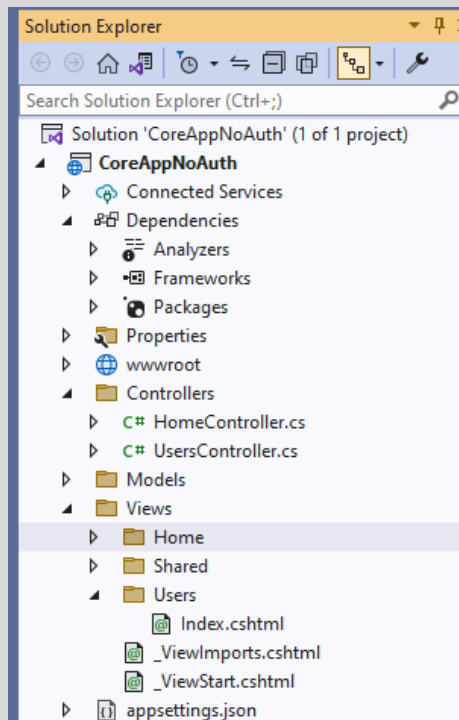 Solution Explorer
Search Solution Explorer (Ctrl+;)
Solution 'CoreAppNoAuth' (1 of 1 project)
CoreAppNoAuth
Connected Services
Dependencies
Analyzers
Frameworks
Packages
Properties
wwwroot
Controllers
C# HomeController.cs
C# UsersController.cs
Models
Views
Home
Shared
Users
Index.cshtml
_ViewImports.cshtml
_ViewStart.cshtml
appsettings.json